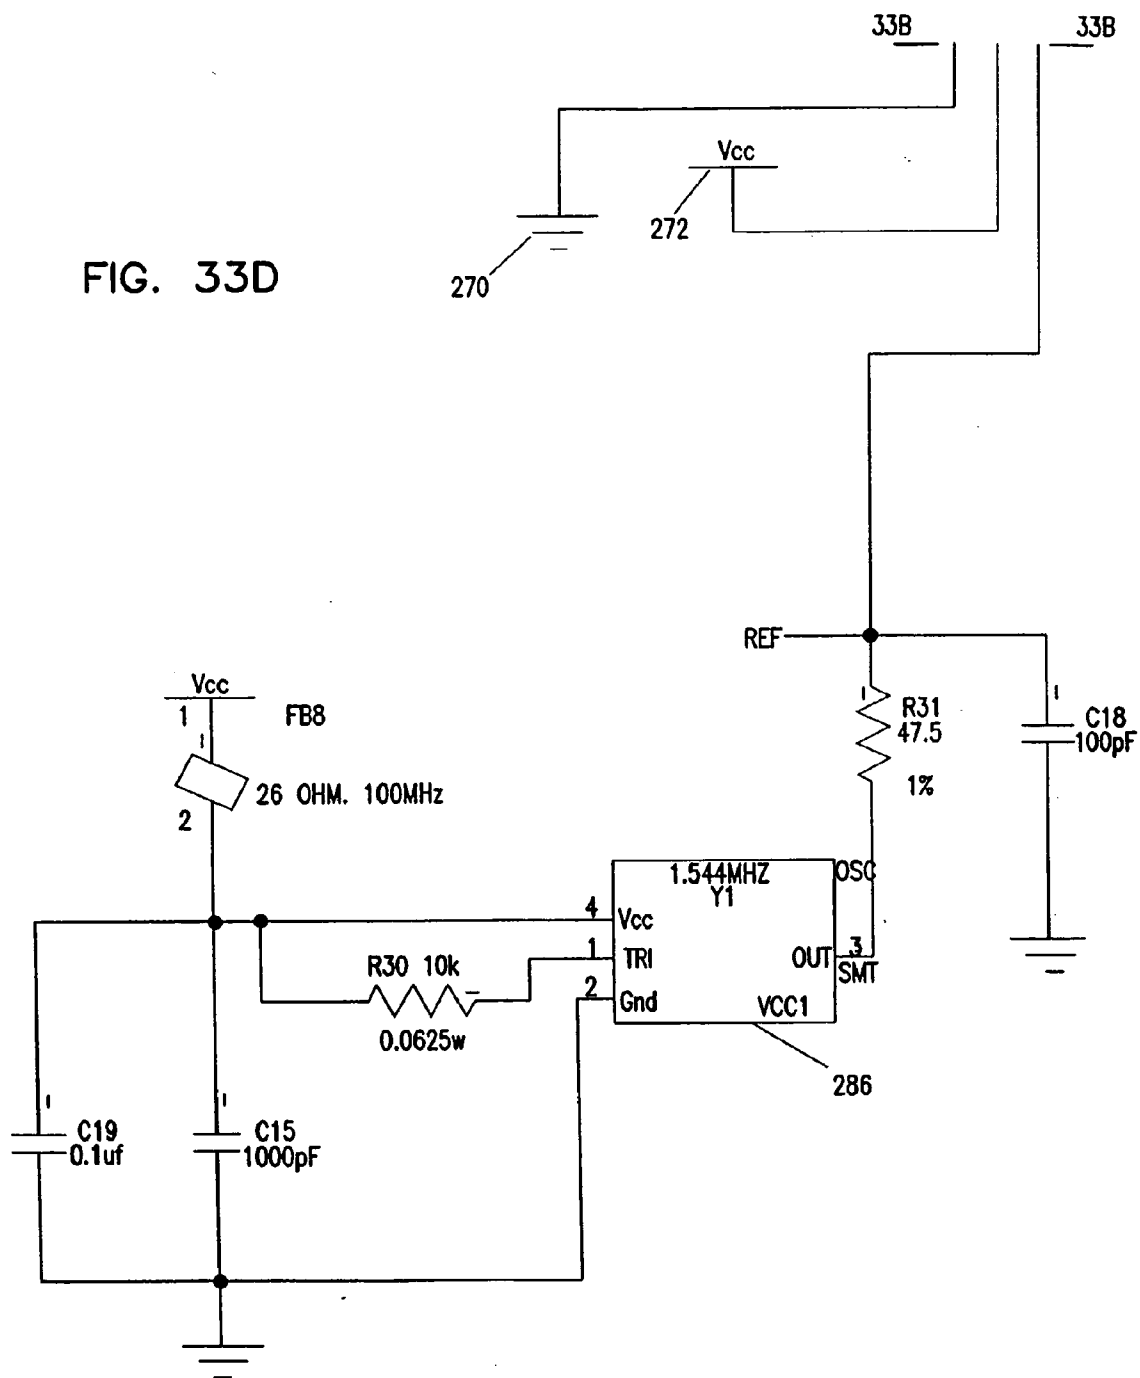 33B
33B
Vcc
272
270
FIG. 33D
REF
R31
47.5
1%
C18
100pF
Vcc
1
FB8
26 OHM. 100MHz
2
1.544MHZ
Y1
OSC
4
Vcc
1
TRI
2
Gnd
OUT
3
SMT
VCC1
R30 10k
0.0625w
286
C19
0.1uf
C15
1000pF